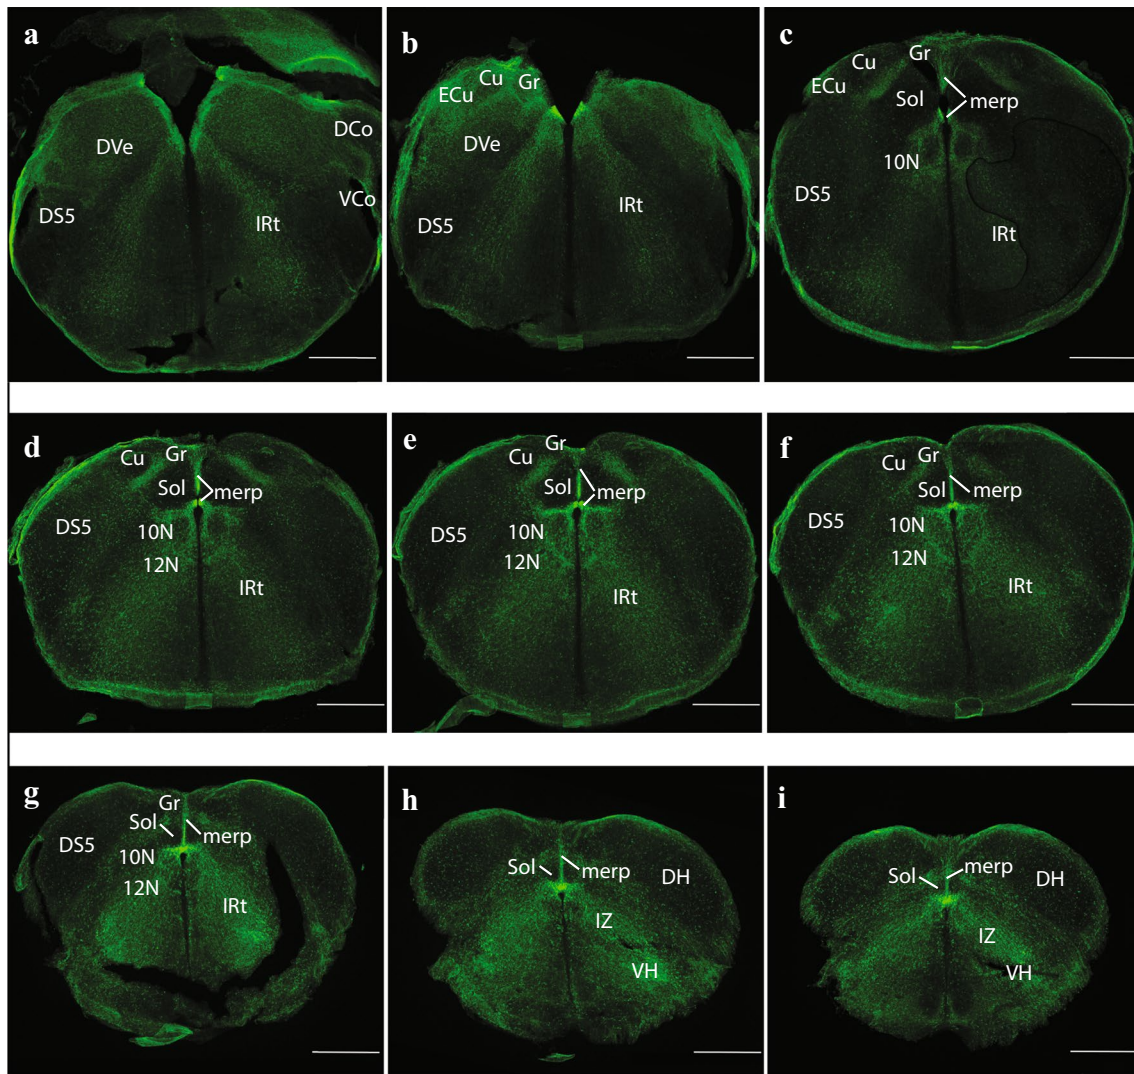 a
DVe
DCo
DS5
VCo
IRt
b
Cu
Gr
ECu
DVe
IRt
DS5
c
Gr
Cu
ECu
Sol
merp
10N
DS5
IRt
d
Gr
Cu
Sol
merp
DS5
10N
12N
IRt
e
Gr
Cu
Sol
merp
DS5
10N
12N
IRt
f
Gr
Cu
Sol
merp
DS5
10N
12N
IRt
g
Gr
Sol
merp
DS5
10N
12N
IRt
h
Sol
merp
DH
IZ
VH
i
Sol
merp
DH
IZ
VH